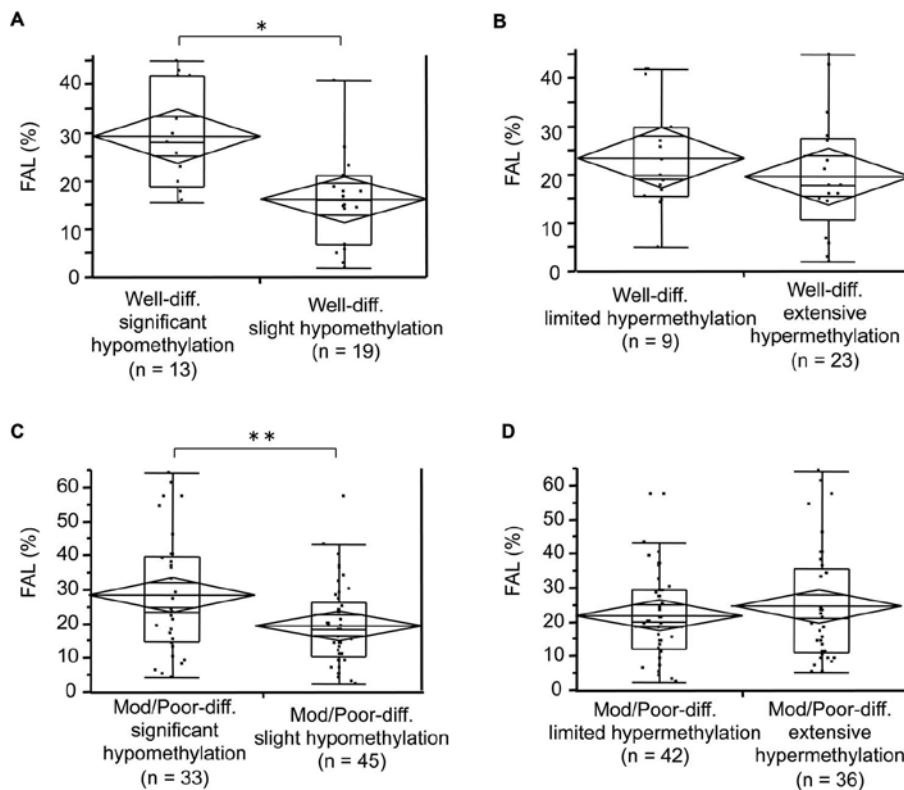 A
*
FAL (%)
40
30
20
10
0
Well-diff.
significant
hypomethylation
(n = 13)
Well-diff.
slight hypomethylation
(n = 19)
B
FAL (%)
40
30
20
10
0
Well-diff.
limited hypermethylation
(n = 9)
Well-diff.
extensive
hypermethylation
(n = 23)
C
**
FAL (%)
60
50
40
30
20
10
0
Mod/Poor-diff.
significant
hypomethylation
(n = 33)
Mod/Poor-diff.
slight hypomethylation
(n = 45)
D
FAL (%)
60
50
40
30
20
10
0
Mod/Poor-diff.
limited hypermethylation
(n = 42)
Mod/Poor-diff.
extensive
hypermethylation
(n = 36)